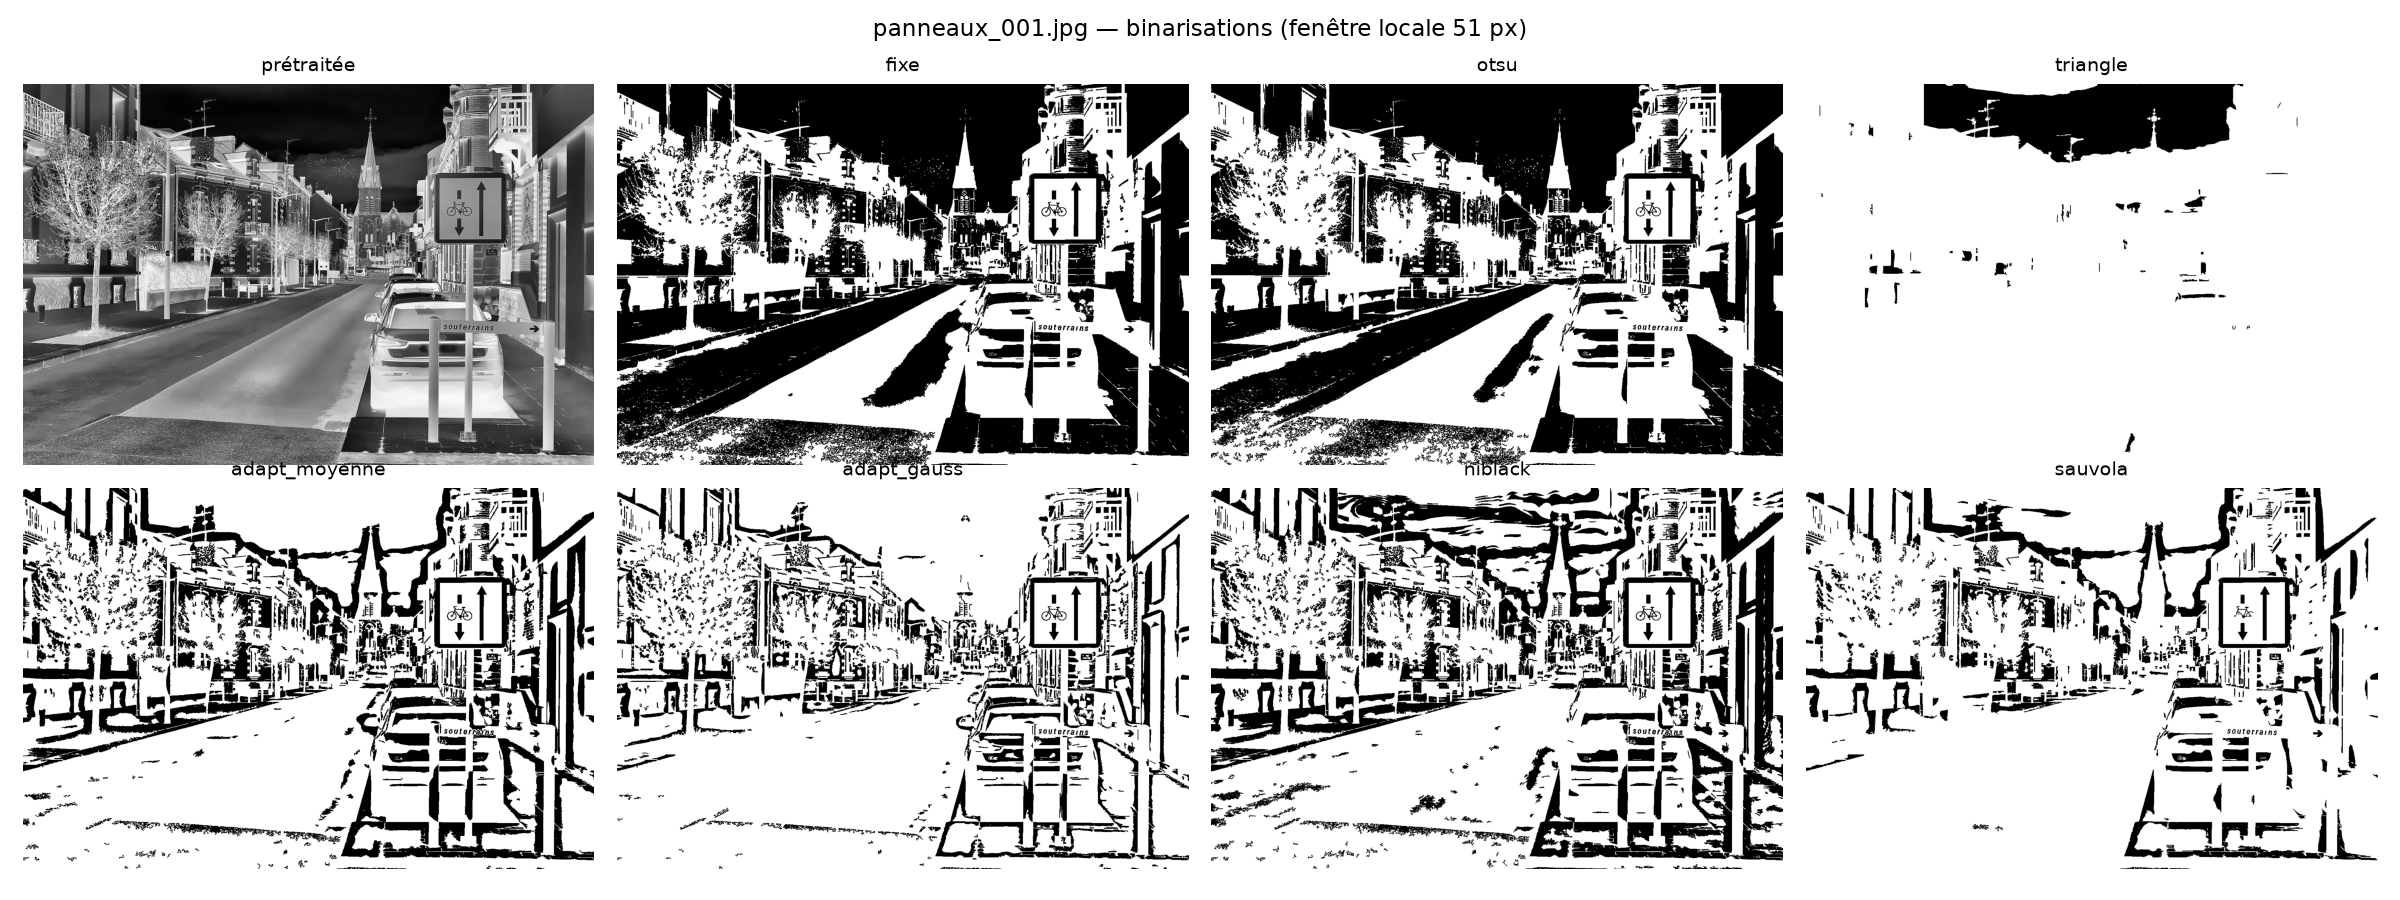 panneaux_001.jpg — binarisations (fenêtre locale 51 px)
prétraitée
fixe
otsu
triangle
souterrains
souterrains
souterrains
adapt_moyenne
adapt_gauss
niblack
sauvola
souterrains
souterrains
souterrains
souterrains